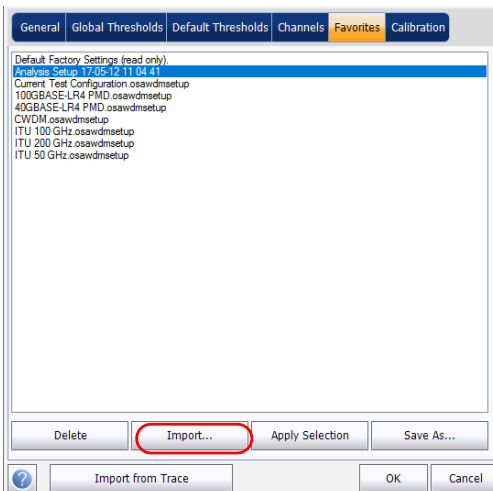 General Global Thresholds Default Thresholds Channels Favorites Calibration
Default Factory Settings (read only).
Analysis Setup 17-05-12 11 04 41
Current Test Configuration.osawdmsetup
100GBASE-LR4 PMD.osawdmsetup
40GBASE-LR4 PMD.osawdmsetup
CWDM.osawdmsetup
ITU 100 GHz.osawdmsetup
ITU 200 GHz.osawdmsetup
ITU 50 GHz.osawdmsetup
Delete Import... Apply Selection Save As...
? Import from Trace OK Cancel